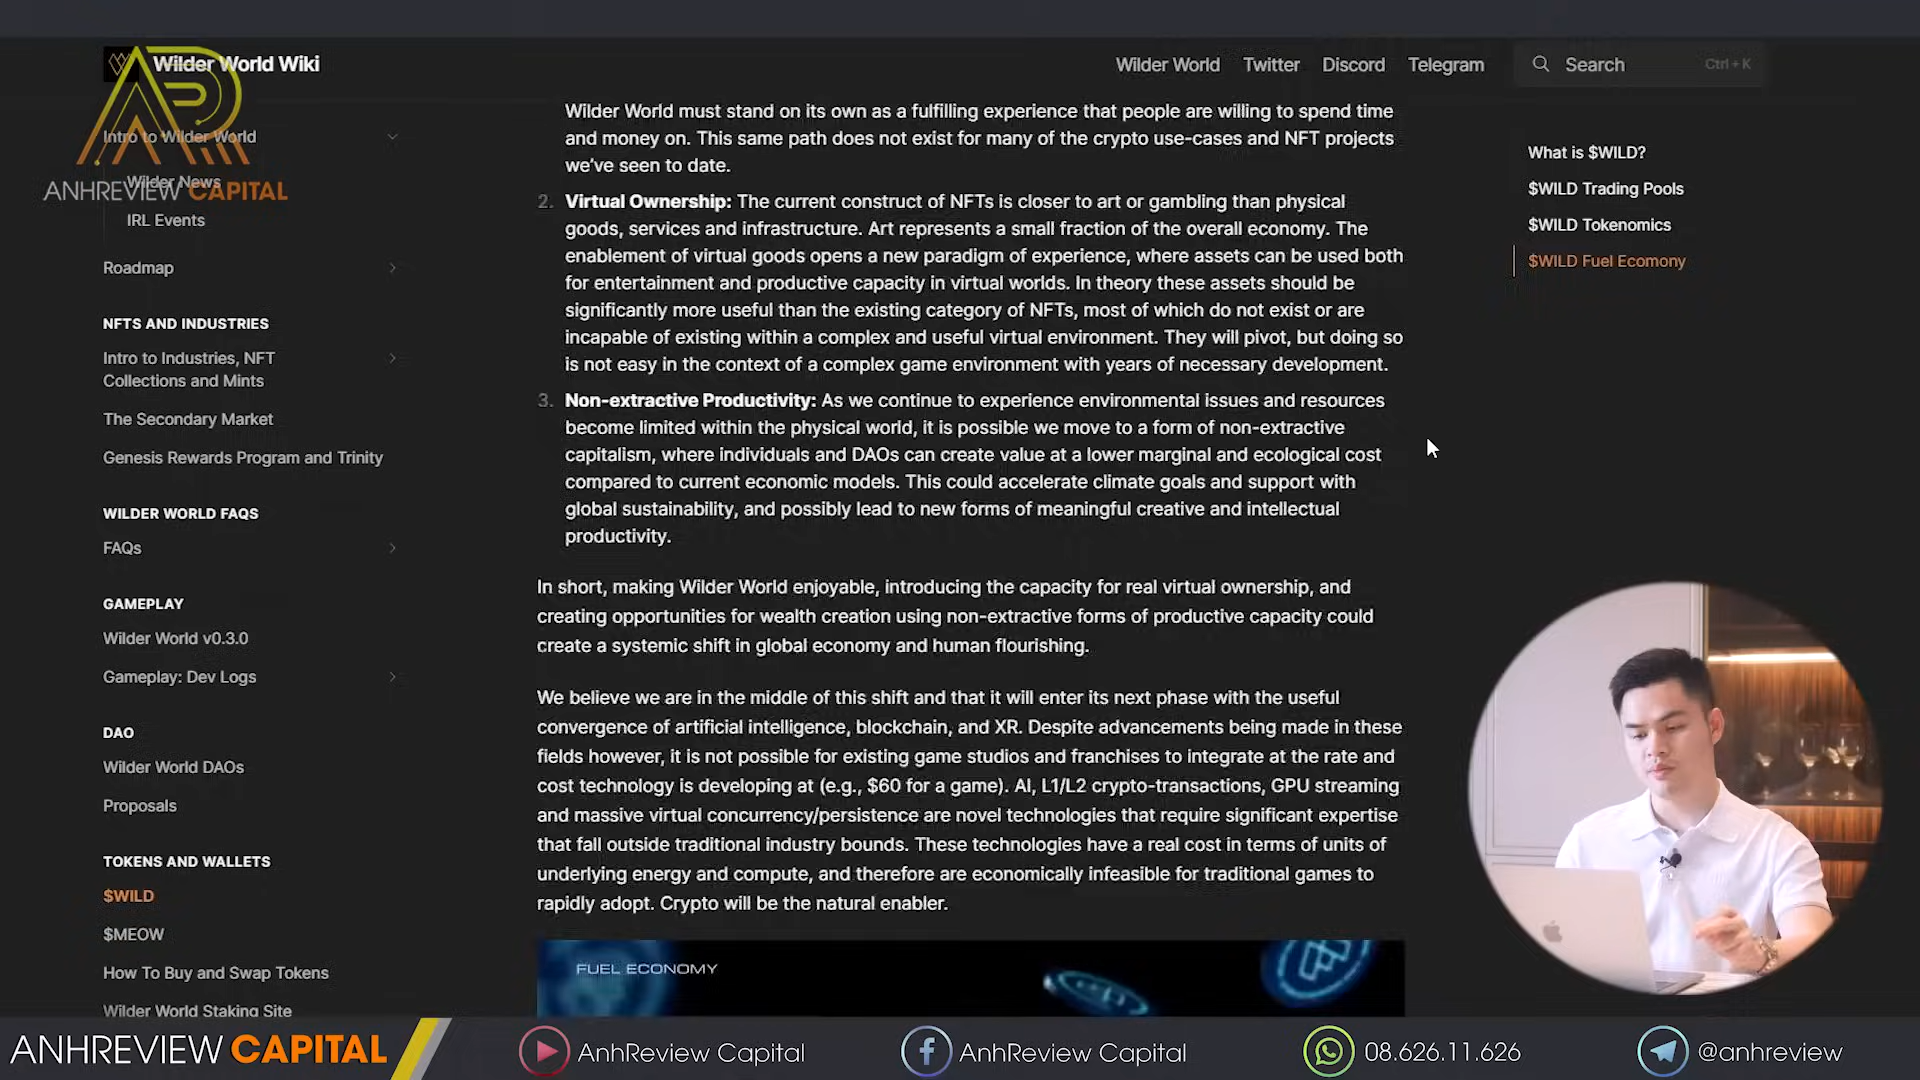 Wilder World Wiki
Wilder World
Twitter
Discord
Telegram
Search
Ctrl + K
ANHREVIEW CAPITAL
Intro to Wilder World
Wilder News
IRL Events
Roadmap
NFTS AND INDUSTRIES
Intro to Industries, NFT
Collections and Mints
The Secondary Market
Genesis Rewards Program and Trinity
WILDER WORLD FAQS
FAQs
GAMEPLAY
Wilder World v0.3.0
Gameplay: Dev Logs
DAO
Wilder World DAOs
Proposals
TOKENS AND WALLETS
$WILD
$MEOW
How To Buy and Swap Tokens
Wilder World Staking Site
Wilder World must stand on its own as a fulfilling experience that people are willing to spend time
and money on. This same path does not exist for many of the crypto use-cases and NFT projects
we've seen to date.
2. Virtual Ownership: The current construct of NFTs is closer to art or gambling than physical
goods, services and infrastructure. Art represents a small fraction of the overall economy. The
enablement of virtual goods opens a new paradigm of experience, where assets can be used both
for entertainment and productive capacity in virtual worlds. In theory these assets should be
significantly more useful than the existing category of NFTs, most of which do not exist or are
incapable of existing within a complex and useful virtual environment. They will pivot, but doing so
is not easy in the context of a complex game environment with years of necessary development.
3. Non-extractive Productivity: As we continue to experience environmental issues and resources
become limited within the physical world, it is possible we move to a form of non-extractive
capitalism, where individuals and DAOs can create value at a lower marginal and ecological cost
compared to current economic models. This could accelerate climate goals and support with
global sustainability, and possibly lead to new forms of meaningful creative and intellectual
productivity.
In short, making Wilder World enjoyable, introducing the capacity for real virtual ownership, and
creating opportunities for wealth creation using non-extractive forms of productive capacity could
create a systemic shift in global economy and human flourishing.
We believe we are in the middle of this shift and that it will enter its next phase with the useful
convergence of artificial intelligence, blockchain, and XR. Despite advancements being made in these
fields however, it is not possible for existing game studios and franchises to integrate at the rate and
cost technology is developing at (e.g., $60 for a game). AI, L1/L2 crypto-transactions, GPU streaming
and massive virtual concurrency/persistence are novel technologies that require significant expertise
that fall outside traditional industry bounds. These technologies have a real cost in terms of units of
underlying energy and compute, and therefore are economically infeasible for traditional games to
rapidly adopt. Crypto will be the natural enabler.
FUEL ECONOMY
What is $WILD?
$WILD Trading Pools
$WILD Tokenomics
$WILD Fuel Ecomony
ANHREVIEW CAPITAL
AnhReview Capital
AnhReview Capital
08.626.11.626
@anhreview